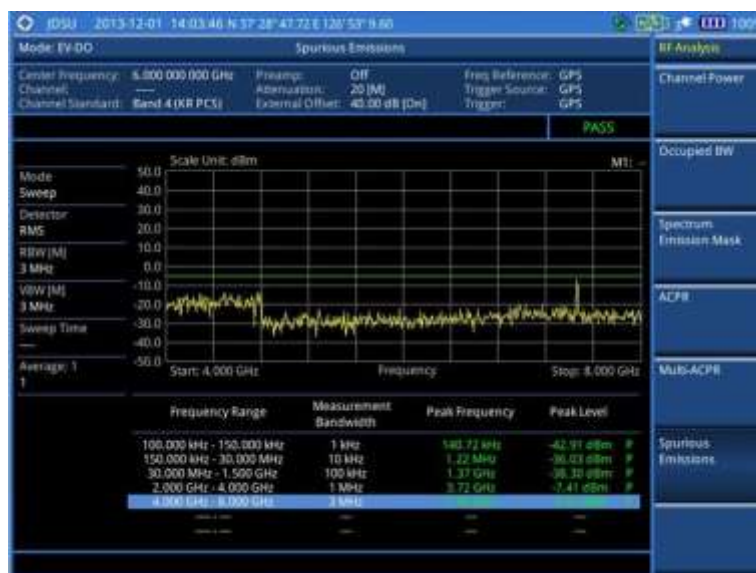 JDSU 2013-12-01 14:03:46 N 37° 28' 47.72 E 126° 53' 9.60 100%
Mode: EV-DO Spurious Emissions RF Analysis
Center Frequency: 6.000 000 000 GHz Preamp: Off Freq Reference: GPS
Channel: ---- Attenuation: 20 [M] Trigger Source: GPS
Channel Standard: Band 4 (KR PCS) External Offset: 40.00 dB [On] Trigger: GPS
Channel Power
PASS
Occupied BW
Scale Unit: dBm M1: --
Mode
Sweep
Detector
RMS
RBW [M]
3 MHz
VBW [M]
3 MHz
Sweep Time
----
Average: 1
1
50.0
40.0
30.0
20.0
10.0
0.0
-10.0
-20.0
-30.0
-40.0
-50.0
Start: 4.000 GHz Frequency Stop: 8.000 GHz
Spectrum
Emission Mask
ACPR
Multi-ACPR
Spurious
Emissions
Frequency Range Measurement Bandwidth Peak Frequency Peak Level
100.000 kHz - 150.000 kHz 1 kHz 140.72 kHz -42.91 dBm P
150.000 kHz - 30.000 MHz 10 kHz 1.22 MHz -36.03 dBm P
30.000 MHz - 1.500 GHz 100 kHz 1.37 GHz -38.30 dBm P
2.000 GHz - 4.000 GHz 1 MHz 3.72 GHz -7.41 dBm P
4.000 GHz - 8.000 GHz 3 MHz
---.-- - --- --- --- ---
---.-- - --- --- --- ---